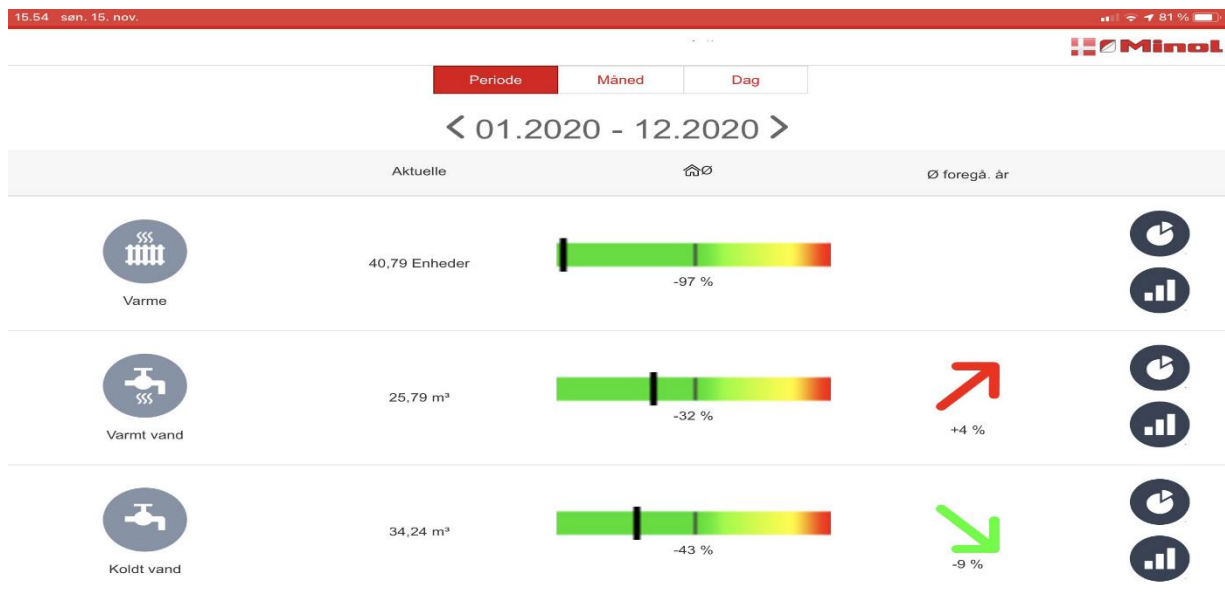 15.54 søn. 15. nov. 81 %
Minol
Periode Måned Dag
01.2020 - 12.2020
Aktuelle Ø Ø foregå. år
40,79 Enheder
-97 %
Varme
25,79 m³
-32 %
+4 %
Varmt vand
34,24 m³
-43 %
-9 %
Koldt vand